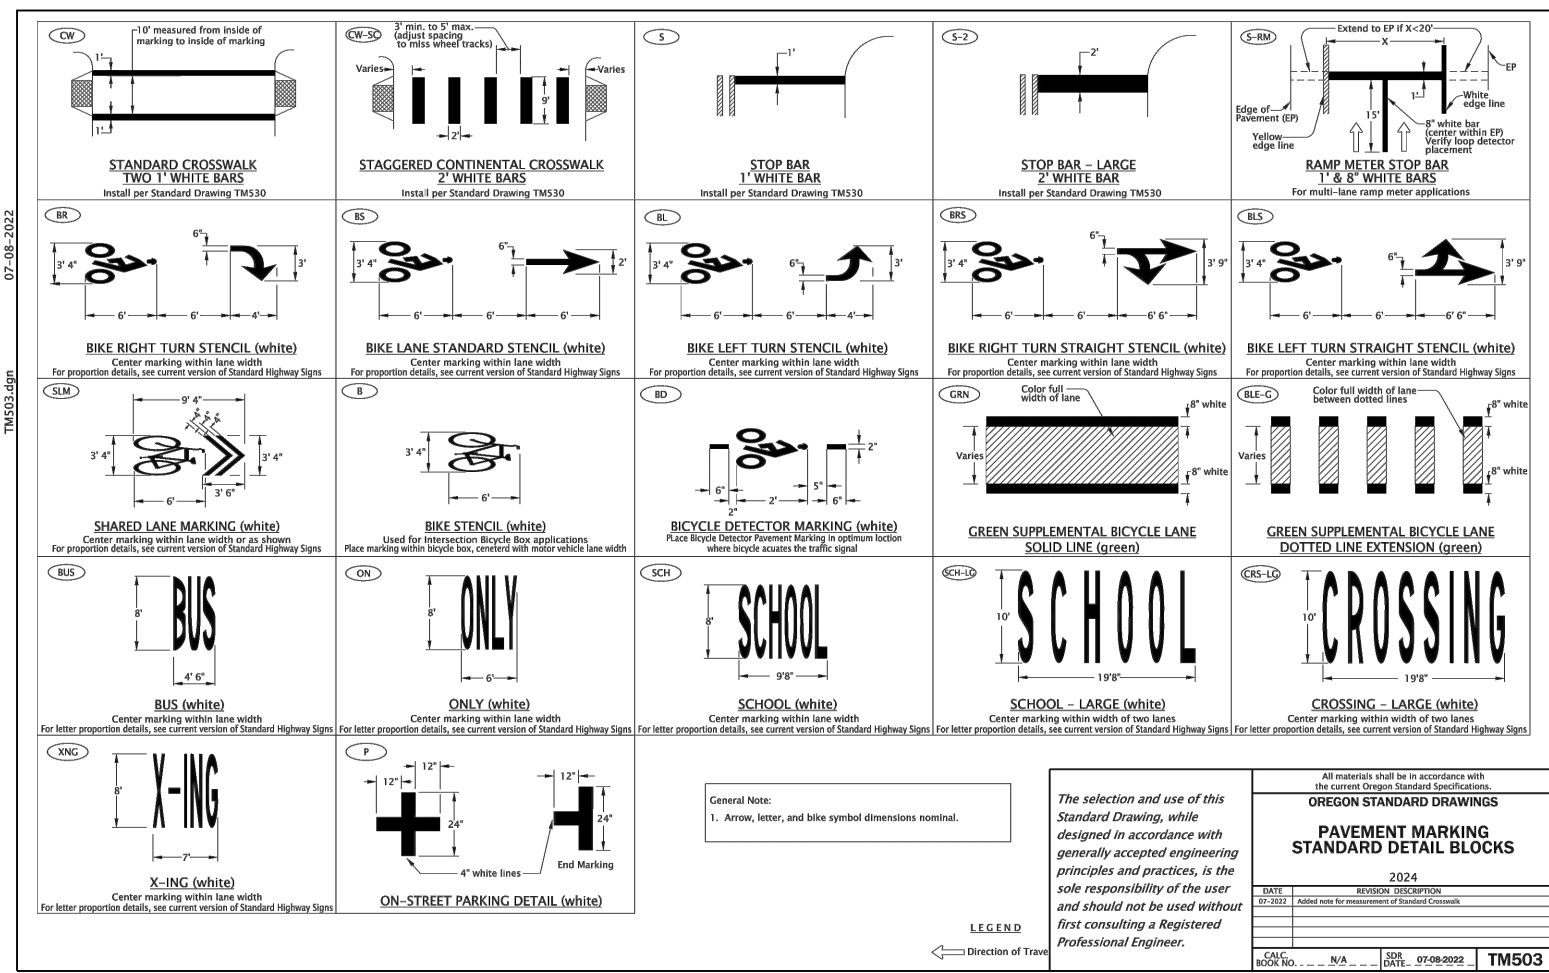 07-08-2022
TM503.dgn
CW
10' measured from inside of
marking to inside of marking
1'
1'
STANDARD CROSSWALK
TWO 1' WHITE BARS
Install per Standard Drawing TM530
CW-SC
3' min. to 5' max.
(adjust spacing
to miss wheel tracks)
Varies
Varies
9'
2'
STAGGERED CONTINENTAL CROSSWALK
2' WHITE BARS
Install per Standard Drawing TM530
S
1'
STOP BAR
1' WHITE BAR
Install per Standard Drawing TM530
S-2
2'
STOP BAR - LARGE
2' WHITE BAR
Install per Standard Drawing TM530
S-RM
Extend to EP if X<20'
X
EP
1'
White
edge line
Edge of
Pavement (EP)
15'
Yellow
edge line
8" white bar
(center within EP)
Verify loop detector
placement
RAMP METER STOP BAR
1' & 8" WHITE BARS
For multi-lane ramp meter applications
BR
6"
3' 4"
3'
6'
6'
4'
BIKE RIGHT TURN STENCIL (white)
Center marking within lane width
For proportion details, see current version of Standard Highway Signs
BS
6"
3' 4"
2'
6'
6'
6'
BIKE LANE STANDARD STENCIL (white)
Center marking within lane width
For proportion details, see current version of Standard Highway Signs
BL
3' 4"
6"
3'
6'
6'
4'
BIKE LEFT TURN STENCIL (white)
Center marking within lane width
For proportion details, see current version of Standard Highway Signs
BRS
6"
3' 4"
3' 9"
6'
6'
6' 6"
BIKE RIGHT TURN STRAIGHT STENCIL (white)
Center marking within lane width
For proportion details, see current version of Standard Highway Signs
BLS
6"
3' 4"
3' 9"
6'
6'
6' 6"
BIKE LEFT TURN STRAIGHT STENCIL (white)
Center marking within lane width
For proportion details, see current version of Standard Highway Signs
SLM
9' 4"
4"
4"
4"
3' 4"
3' 4"
3' 6"
6'
SHARED LANE MARKING (white)
Center marking within lane width or as shown
For proportion details, see current version of Standard Highway Signs
B
3' 4"
6'
BIKE STENCIL (white)
Used for Intersection Bicycle Box applications
Place marking within bicycle box, ceneterd with motor vehicle lane width
BD
2"
6"
2'
5"
6"
2"
BICYCLE DETECTOR MARKING (white)
PLace Bicycle Detector Pavement Marking in optimum loction
where bicycle acuates the traffic signal
GRN
Color full
width of lane
8" white
Varies
8" white
GREEN SUPPLEMENTAL BICYCLE LANE
SOLID LINE (green)
BLE-G
Color full width of lane
between dotted lines
8" white
Varies
8" white
GREEN SUPPLEMENTAL BICYCLE LANE
DOTTED LINE EXTENSION (green)
BUS
8'
BUS
4' 6"
BUS (white)
Center marking within lane width
For letter proportion details, see current version of Standard Highway Signs
ON
8'
ONLY
6'
ONLY (white)
Center marking within lane width
For letter proportion details, see current version of Standard Highway Signs
SCH
8'
SCHOOL
9'8"
SCHOOL (white)
Center marking within lane width
For letter proportion details, see current version of Standard Highway Signs
SCH-LG
10'
SCHOOL
19'8"
SCHOOL - LARGE (white)
Center marking within width of two lanes
For letter proportion details, see current version of Standard Highway Signs
CRS-LG
10'
CROSSING
19'8"
CROSSING - LARGE (white)
Center marking within width of two lanes
For letter proportion details, see current version of Standard Highway Signs
XNG
8'
X-ING
7'
X-ING (white)
Center marking within lane width
For letter proportion details, see current version of Standard Highway Signs
P
12"
12"
24"
12"
24"
End Marking
4" white lines
ON-STREET PARKING DETAIL (white)
General Note:
1. Arrow, letter, and bike symbol dimensions nominal.
LEGEND
Direction of Trave
The selection and use of this
Standard Drawing, while
designed in accordance with
generally accepted engineering
principles and practices, is the
sole responsibility of the user
and should not be used without
first consulting a Registered
Professional Engineer.
All materials shall be in accordance with
the current Oregon Standard Specifications.
OREGON STANDARD DRAWINGS
PAVEMENT MARKING
STANDARD DETAIL BLOCKS
2024
DATE REVISION DESCRIPTION
07-2022 Added note for measurement of Standard Crosswalk
CALC.
BOOK NO. N/A
SDR
DATE 07-08-2022
TM503